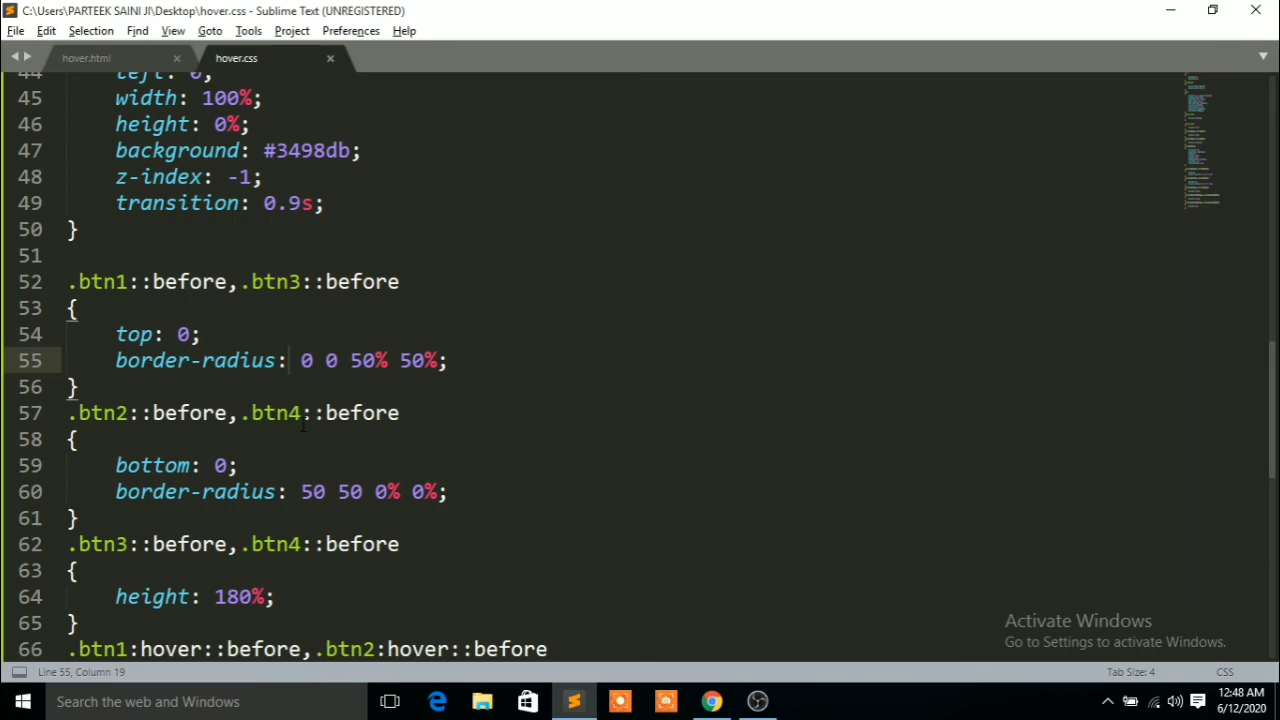 C:\Users\PARTEEK SAINI JI\Desktop\hover.css - Sublime Text (UNREGISTERED)
File Edit Selection Find View Goto Tools Project Preferences Help
hover.html hover.css
44 left: 0;
45 width: 100%;
46 height: 0%;
47 background: #3498db;
48 z-index: -1;
49 transition: 0.9s;
50 }
51
52 .btn1::before,.btn3::before
53 {
54 top: 0;
55 border-radius: 0 0 50% 50%;
56 }
57 .btn2::before,.btn4::before
58 {
59 bottom: 0;
60 border-radius: 50 50 0% 0%;
61 }
62 .btn3::before,.btn4::before
63 {
64 height: 180%;
65 }
66 .btn1:hover::before,.btn2:hover::before
Activate Windows
Go to Settings to activate Windows.
Line 55, Column 19 Tab Size: 4 CSS
Search the web and Windows
12:48 AM
6/12/2020